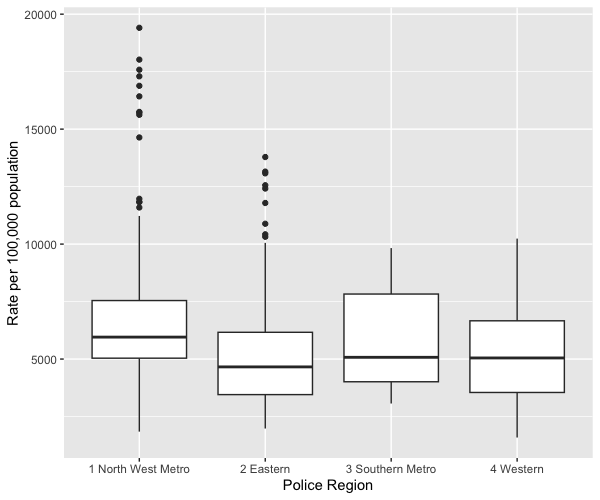 20000
15000
10000
5000
Rate per 100,000 population
1 North West Metro
2 Eastern
3 Southern Metro
4 Western
Police Region